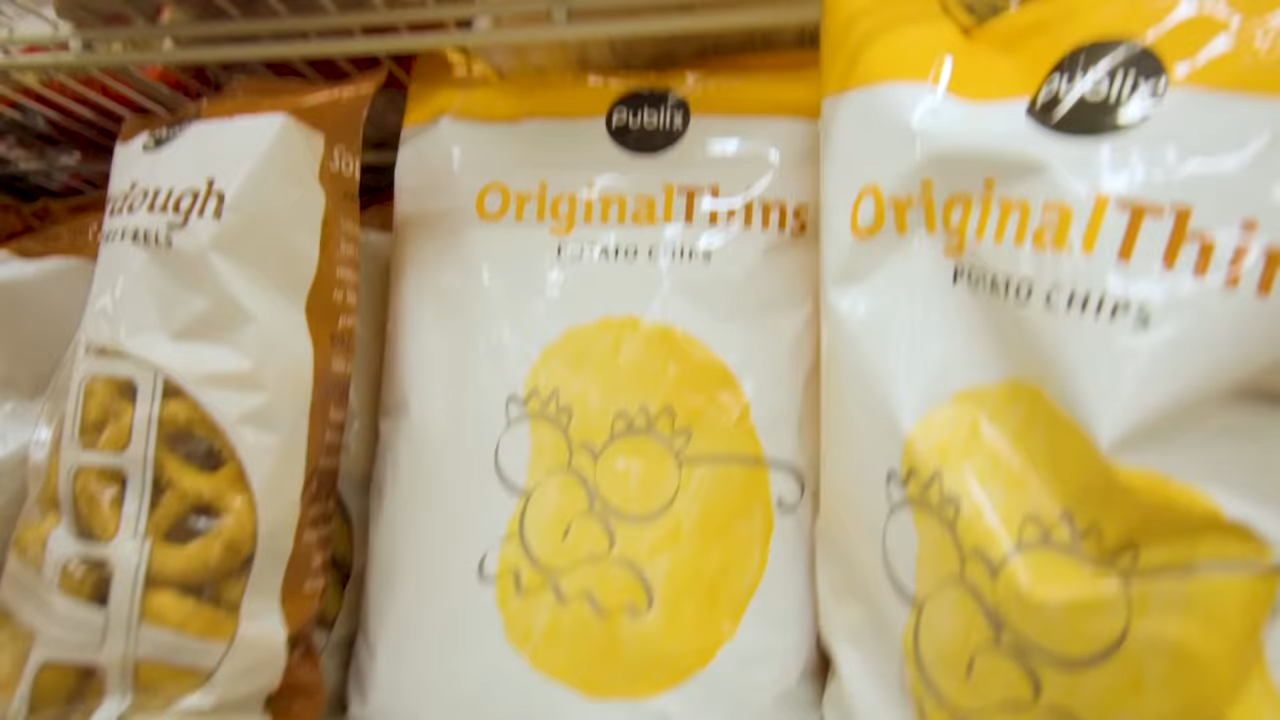 dough
Publix
OriginalThins
POTATO CHIPS
Publix
OriginalThin
POTATO CHIPS